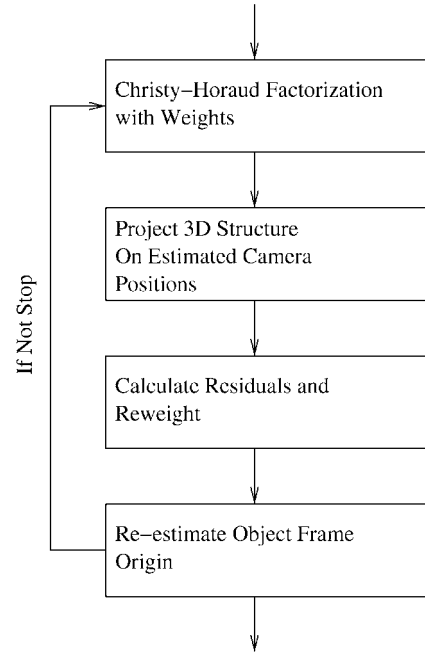 Christy−Horaud Factorization
with Weights
Project 3D Structure
On Estimated Camera
Positions
If Not Stop
Calculate Residuals and
Reweight
Re−estimate Object Frame
Origin